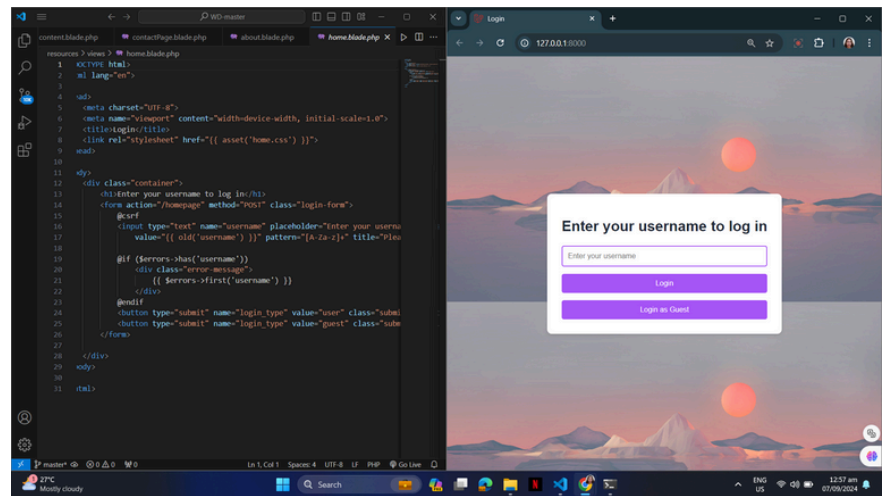 WD-master
content.blade.php contactPage.blade.php about.blade.php home.blade.php
resources > views > home.blade.php
1 OCTYPE html>
2 ml lang="en">
3
4 ad>
5 <meta charset="UTF-8">
6 <meta name="viewport" content="width=device-width, initial-scale=1.0">
7 <title>Login</title>
8 <link rel="stylesheet" href="{{ asset('home.css') }}">
9 ead>
10
11 dy>
12 <div class="container">
13 <h1>Enter your username to log in</h1>
14 <form action="/homepage" method="POST" class="login-form">
15 @csrf
16 <input type="text" name="username" placeholder="Enter your userna
17 value="{{ old('username') }}" pattern="[A-Za-z]+" title="Plea
18
19 @if ($errors->has('username'))
20 <div class="error-message">
21 {{ $errors->first('username') }}
22 </div>
23 @endif
24 <button type="submit" name="login_type" value="user" class="submi
25 <button type="submit" name="login_type" value="guest" class="subm
26 </form>
27
28 </div>
29 ody>
30
31 tml>
master* 0 0 0 Ln 1, Col 1 Spaces: 4 UTF-8 LF PHP Go Live
Login
127.0.0.1:8000
Enter your username to log in
Enter your username
Login
Login as Guest
27°C
Mostly cloudy
Search
ENG
US
12:57 am
07/09/2024